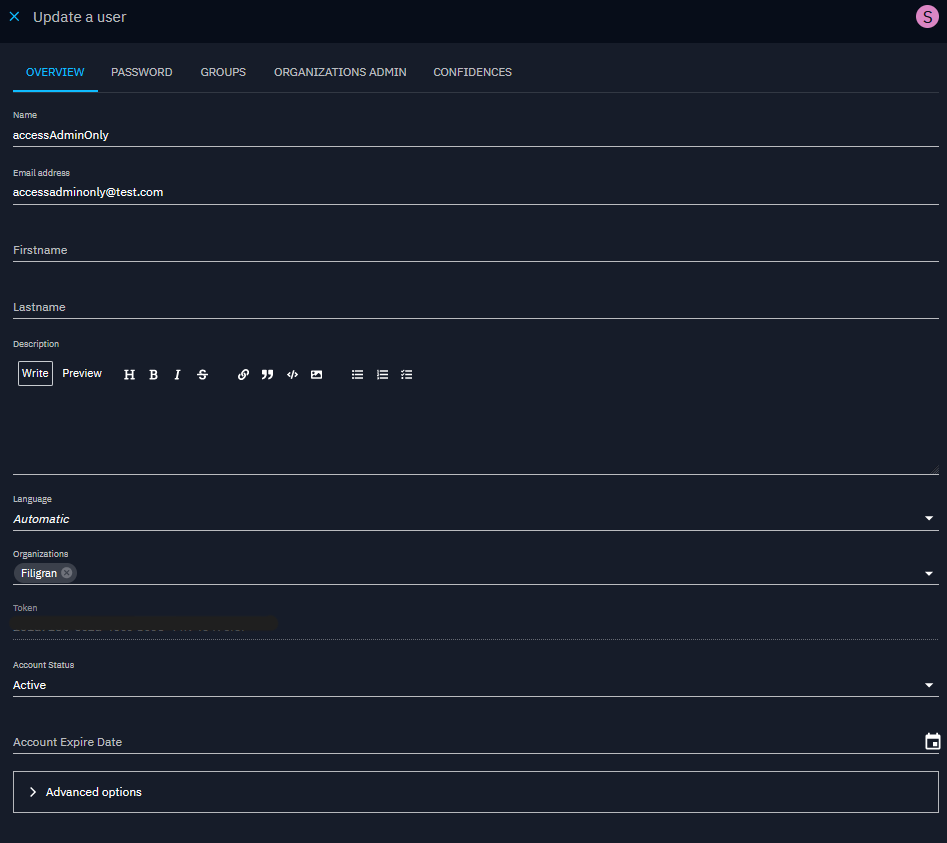 Update a user
S
OVERVIEW PASSWORD GROUPS ORGANIZATIONS ADMIN CONFIDENCES
Name
accessAdminOnly
Email address
accessadminonly@test.com
Firstname
Lastname
Description
Write Preview H B I S
Language
Automatic
Organizations
Filigran
Token
Account Status
Active
Account Expire Date
Advanced options